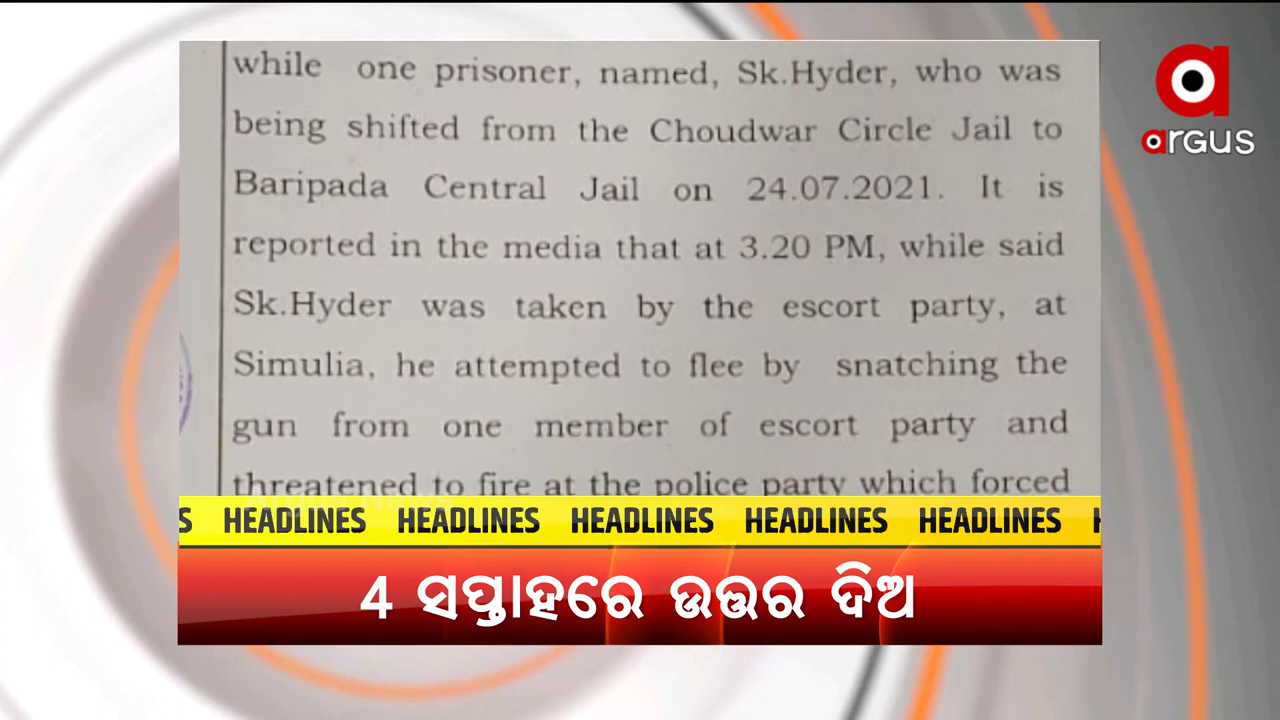 while one prisoner, named, Sk.Hyder, who was
being shifted from the Choudwar Circle Jail to
Baripada Central Jail on 24.07.2021. It is
reported in the media that at 3.20 PM, while said
Sk.Hyder was taken by the escort party, at
Simulia, he attempted to flee by snatching the
gun from one member of escort party and
threatened to fire at the police party which forced
argus
S HEADLINES HEADLINES HEADLINES HEADLINES HEADLINES H
4 ସପ୍ତାହରେ ଉତ୍ତର ଦିଅ